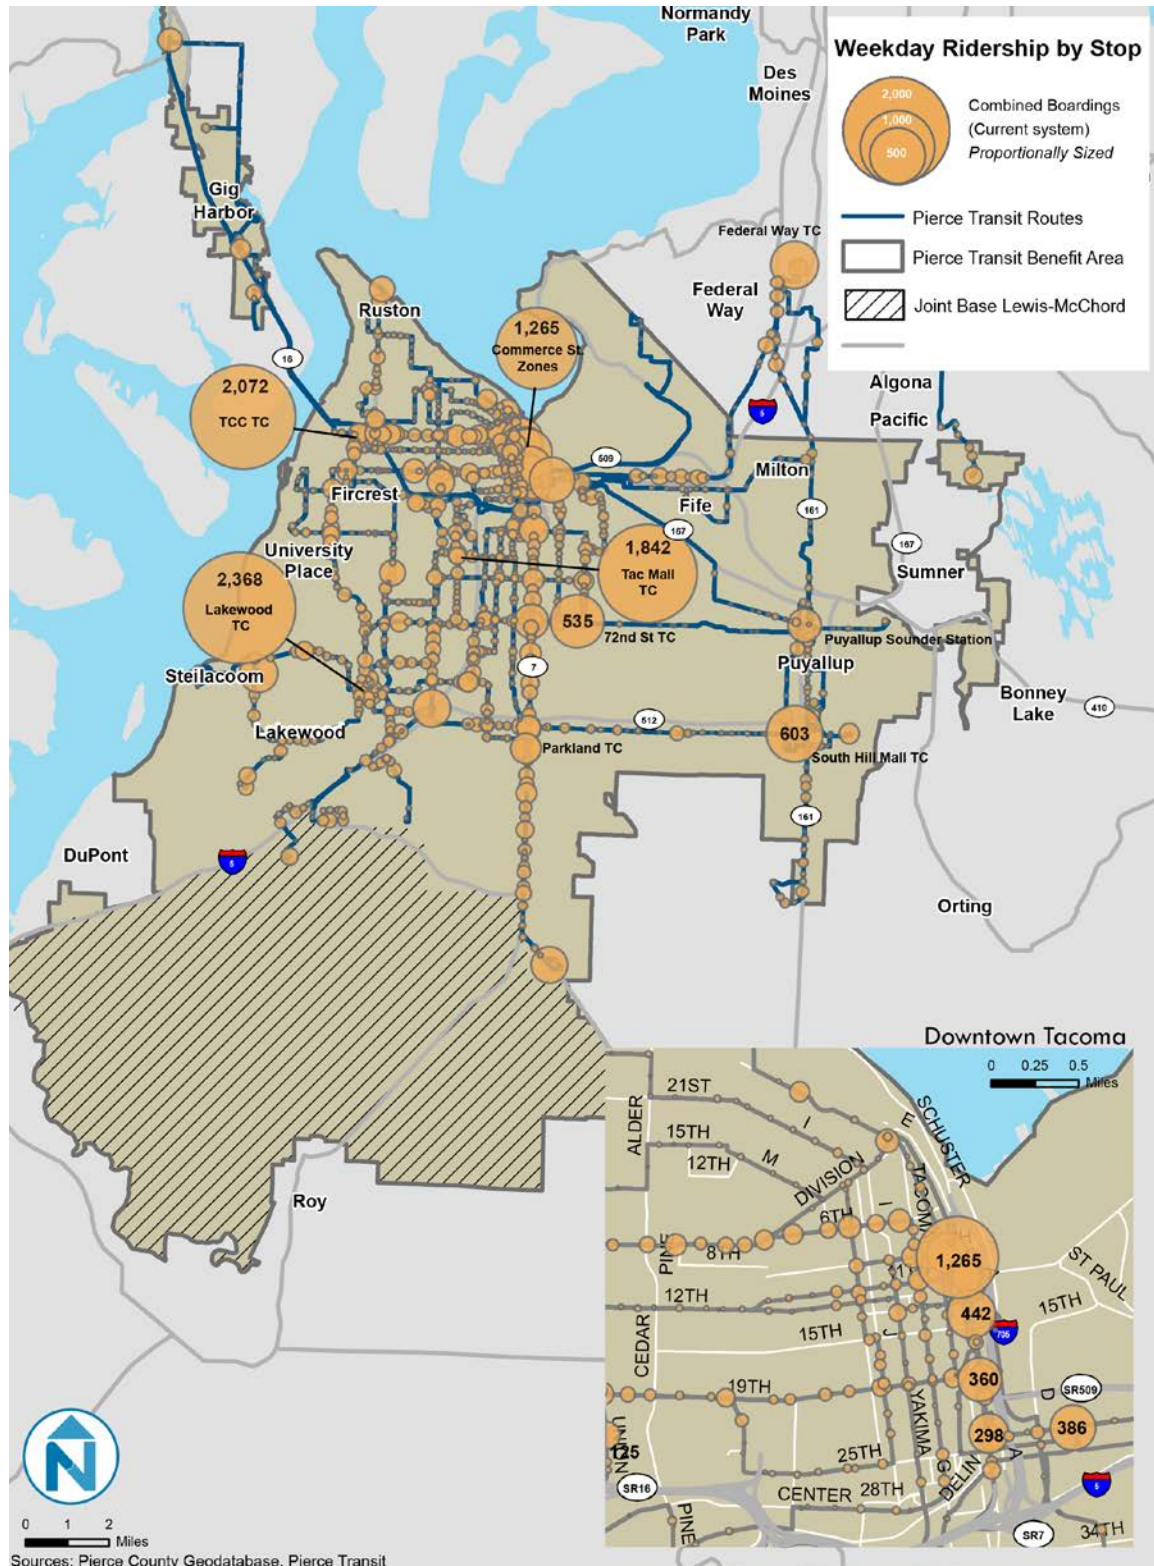 Normandy
Park
Des
Moines
Weekday Ridership by Stop
2,000
1,000
500
Combined Boardings
(Current system)
Proportionally Sized
Pierce Transit Routes
Pierce Transit Benefit Area
Joint Base Lewis-McChord
Gig
Harbor
Federal Way TC
Federal
Way
Ruston
1,265
Commerce St.
Zones
16
2,072
TCC TC
5
Algona
Pacific
509
Milton
Fircrest
Fife
161
167
167
University
Place
1,842
Tac Mall
TC
Sumner
2,368
Lakewood
TC
535
72nd St TC
Puyallup Sounder Station
7
Puyallup
Steilacoom
Bonney
Lake
410
Lakewood
512
603
Parkland TC
South Hill Mall TC
161
DuPont
5
Orting
Roy
Downtown Tacoma
0 0.25 0.5
Miles
21ST
ALDER
15TH
12TH
M
I
E
SCHUSTER
DIVISION
TACOMA
6TH
I
PINE
8TH
11T
1,265
ST PAUL
12TH
15TH
442
15TH
705
J
CEDAR
360
19TH
YAKIMA
D
SR509
298
386
125
25TH
G
DELIN
A
SR16
CENTER
28TH
5
PINE
SR7
34TH
N
0 1 2
Miles
Sources: Pierce County Geodatabase, Pierce Transit